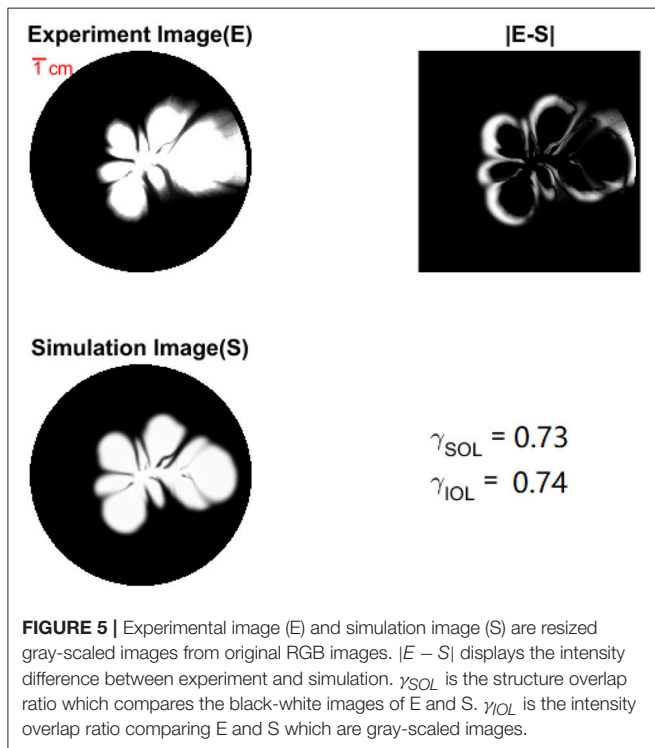 Experiment Image(E)
|E-S|
1 cm
Simulation Image(S)
γSOL = 0.73
γIOL = 0.74
FIGURE 5 | Experimental image (E) and simulation image (S) are resized
gray-scaled images from original RGB images. |E – S| displays the intensity
difference between experiment and simulation. γSOL is the structure overlap
ratio which compares the black-white images of E and S. γIOL is the intensity
overlap ratio comparing E and S which are gray-scaled images.